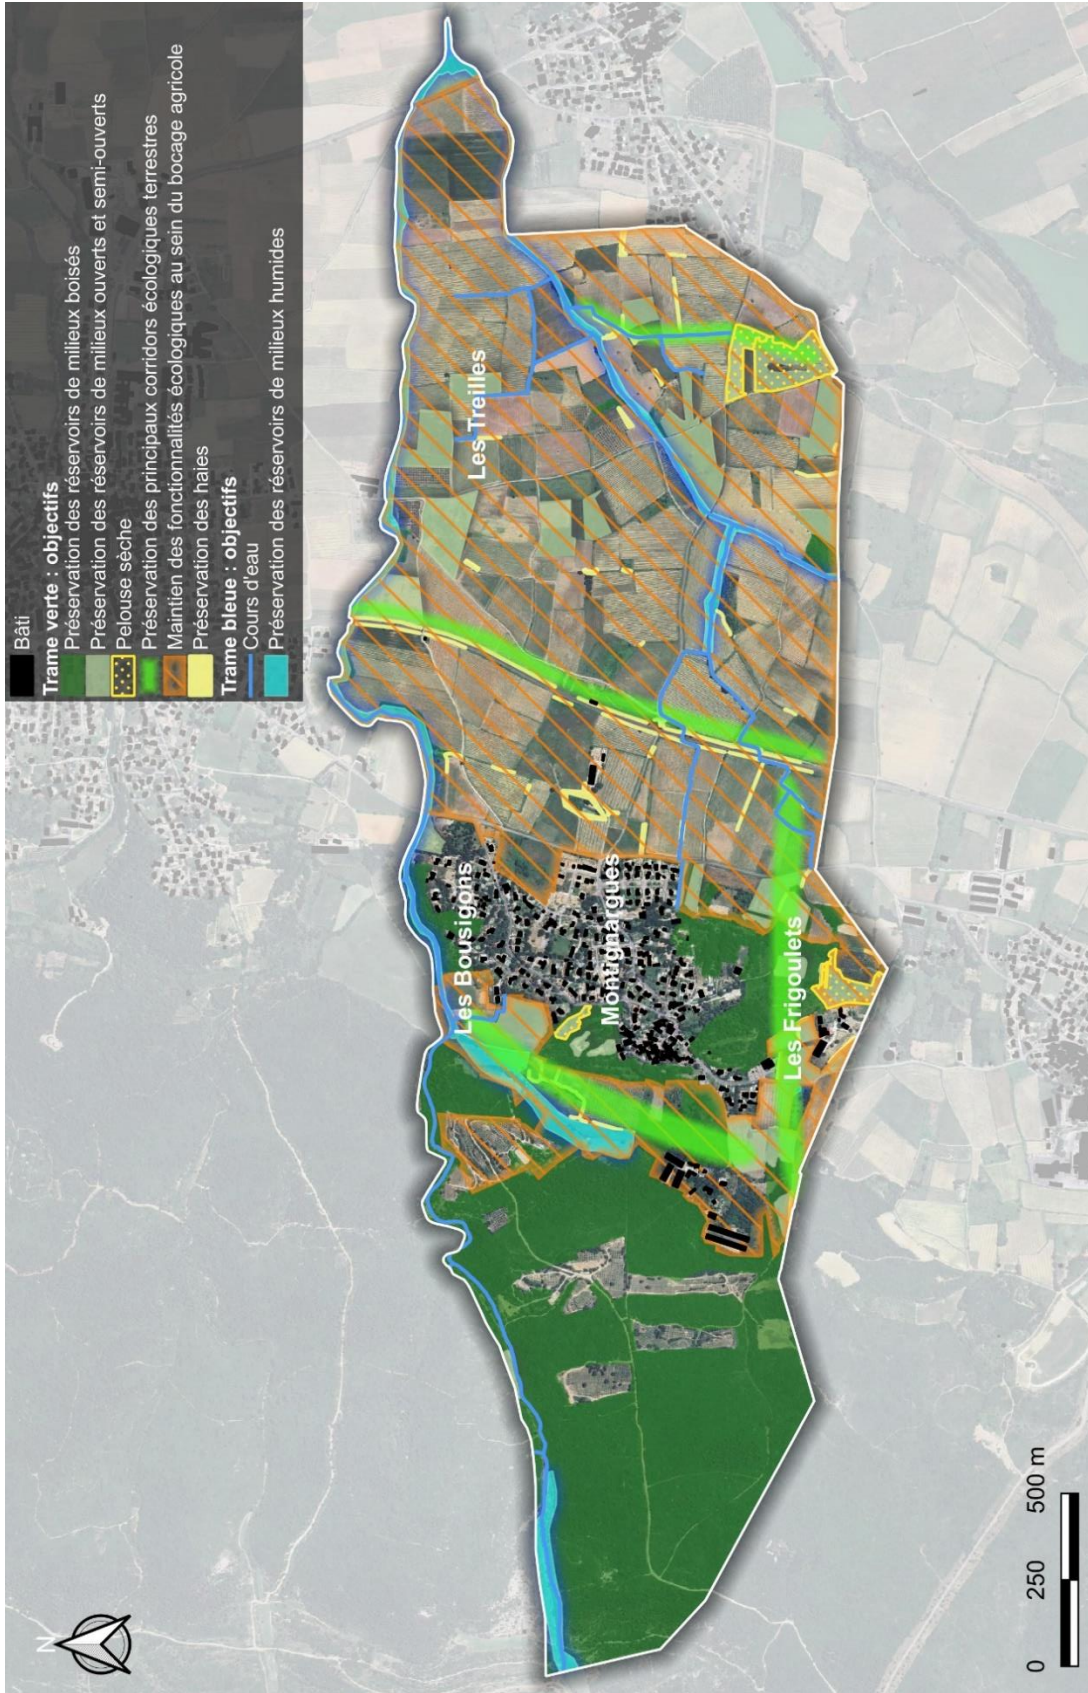 Bâti
Trame verte : objectifs
Préservation des réservoirs de milieux boisés
Préservation des réservoirs de milieux ouverts et semi-ouverts
Pelouse sèche
Préservation des principaux corridors écologiques terrestres
Maintien des fonctionnalités écologiques au sein du bocage agricole
Préservation des haies
Trame bleue : objectifs
Cours d'eau
Préservation des réservoirs de milieux humides
N
Les Bousigons
Les Treilles
Montignargues
Les Frigoulets
0 250 500 m